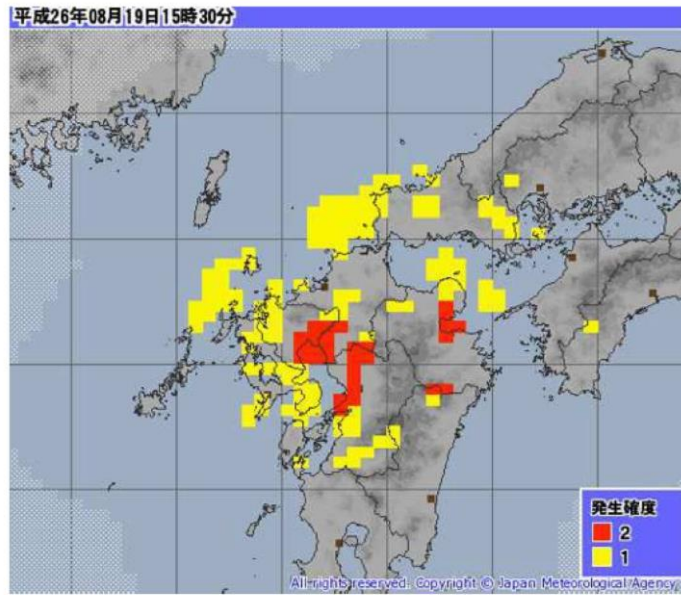 平成26年08月19日15時30分
発生確度
2
1
All rights reserved. Copyright © Japan Meteorological Agency